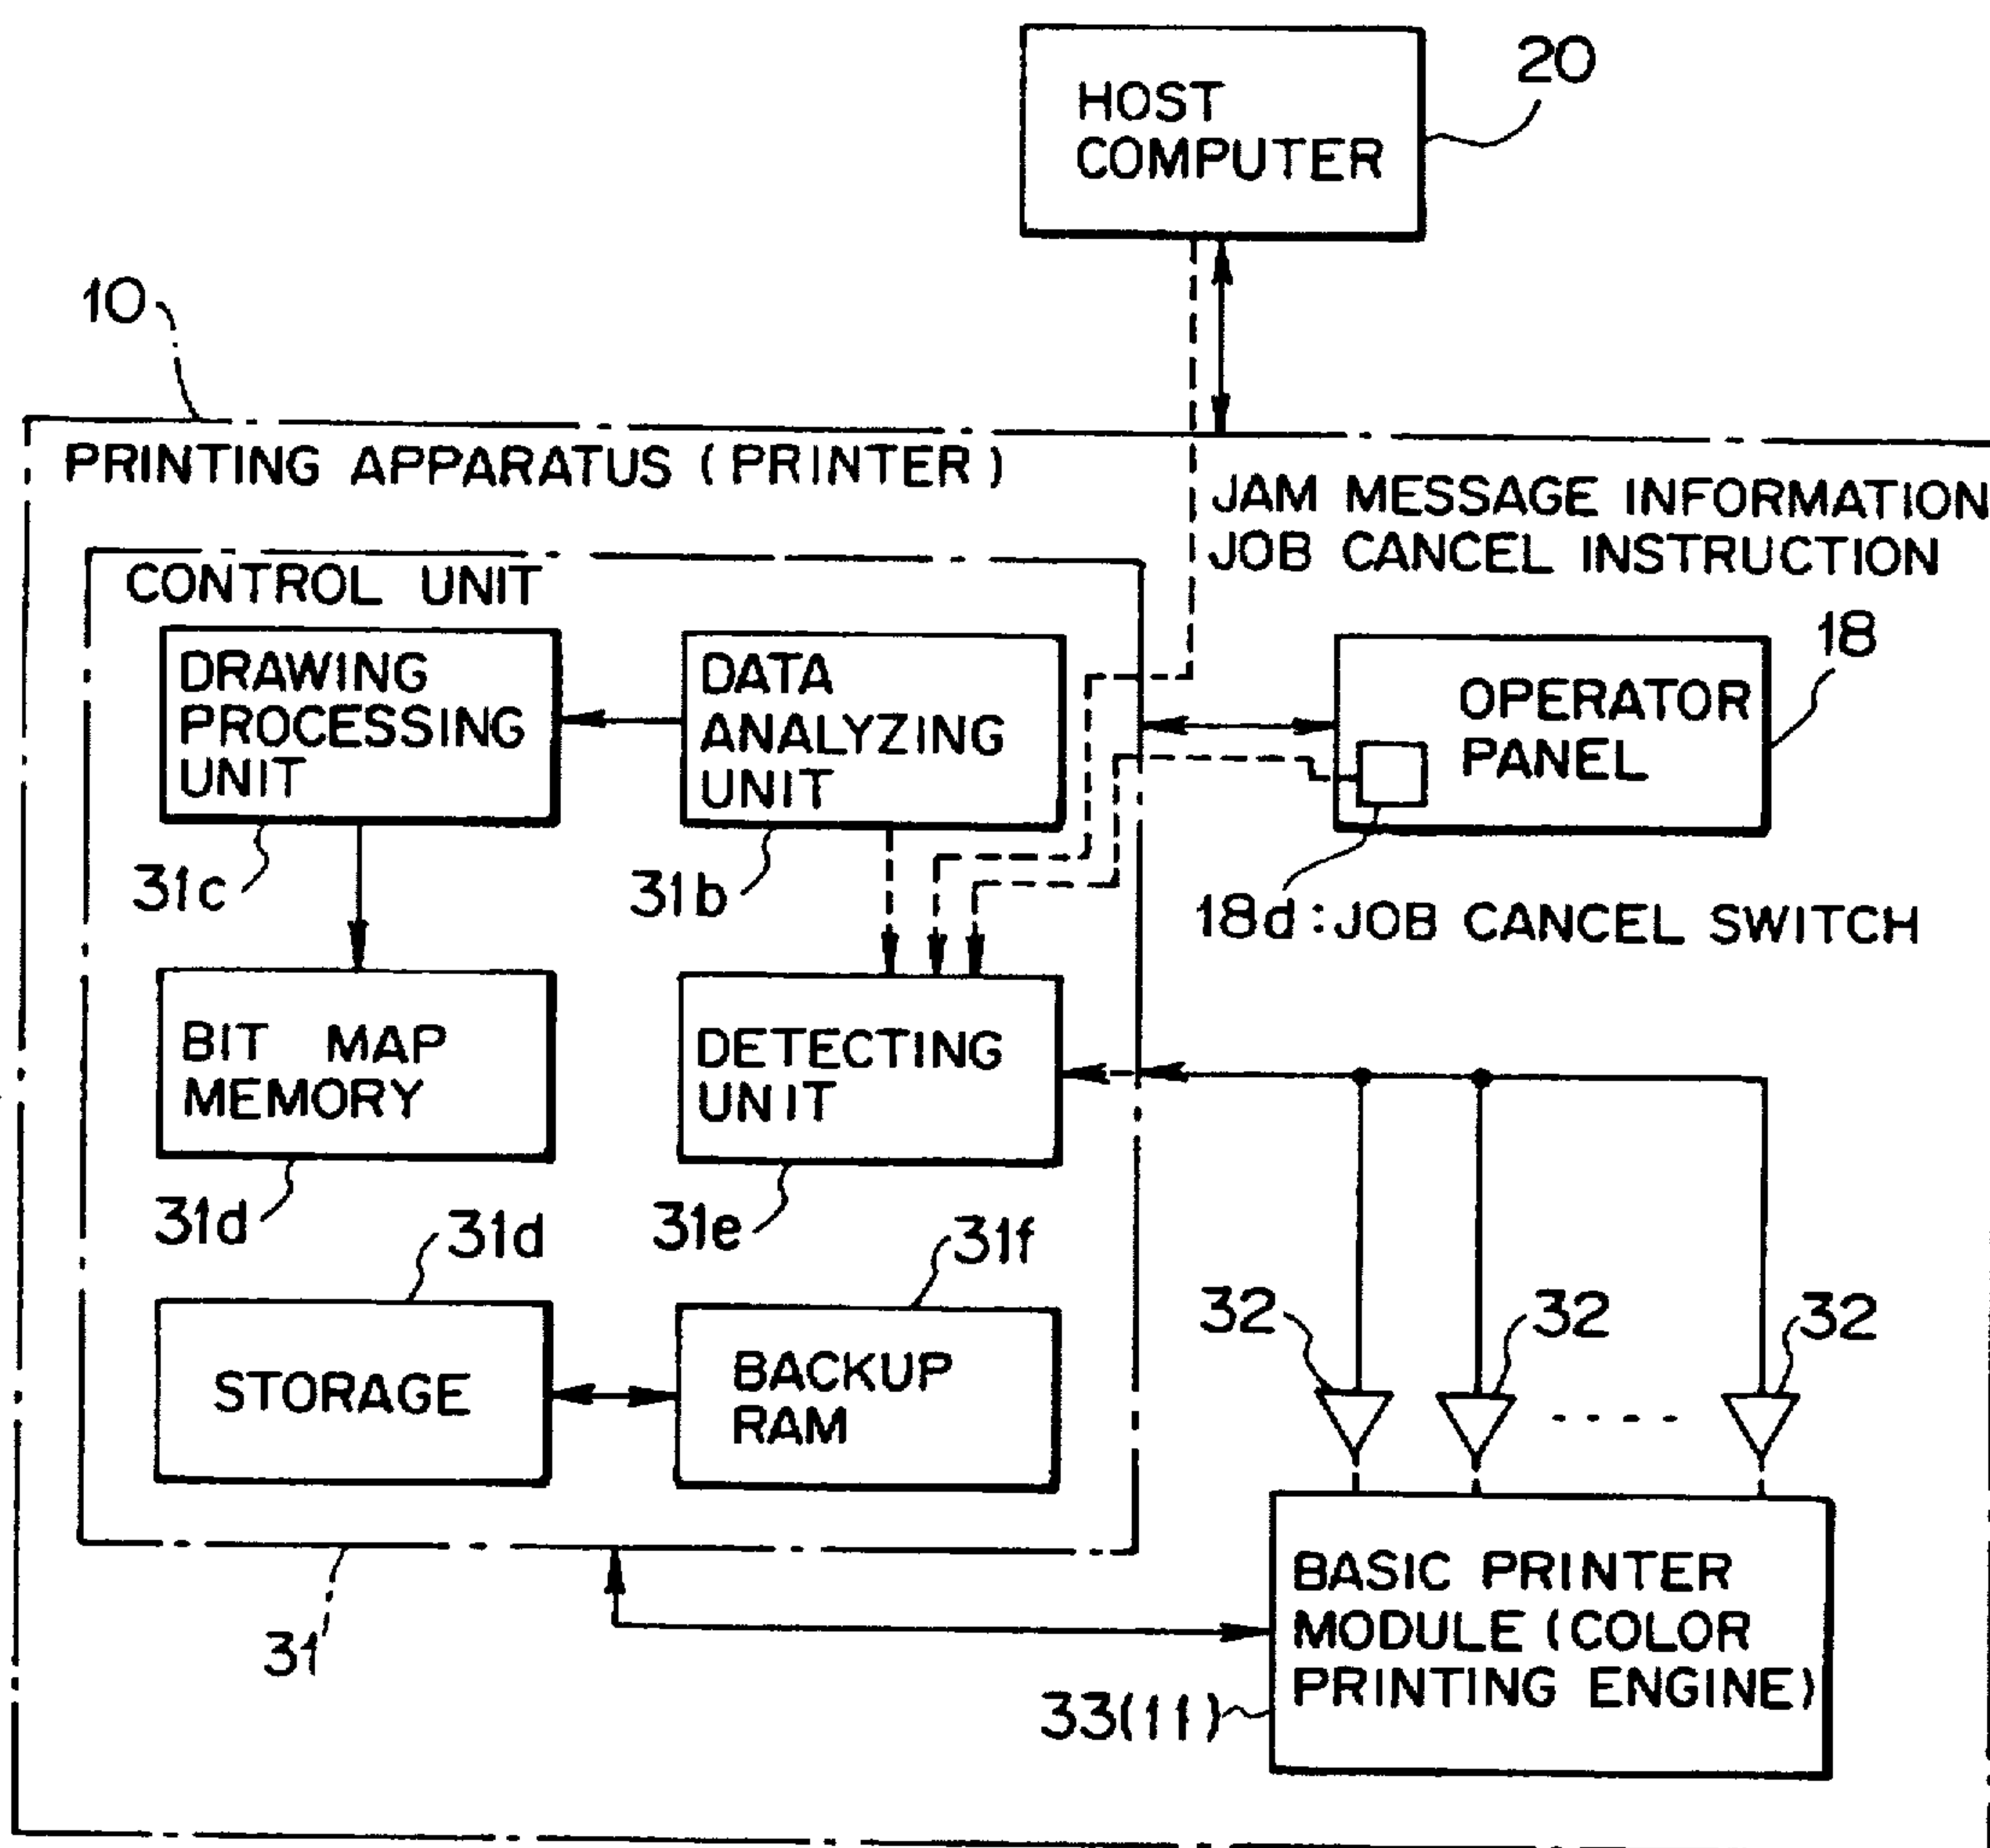 HOST
COMPUTER
20
10
PRINTING APPARATUS (PRINTER)
JAM MESSAGE INFORMATION
JOB CANCEL INSTRUCTION
CONTROL UNIT
DRAWING
PROCESSING
UNIT
31c
DATA
ANALYZING
UNIT
31b
OPERATOR
PANEL
18
18d : JOB CANCEL SWITCH
BIT MAP
MEMORY
31d
DETECTING
UNIT
31e
31d
STORAGE
31f
BACKUP
RAM
32
32
32
31
BASIC PRINTER
MODULE (COLOR
PRINTING ENGINE)
33(11)